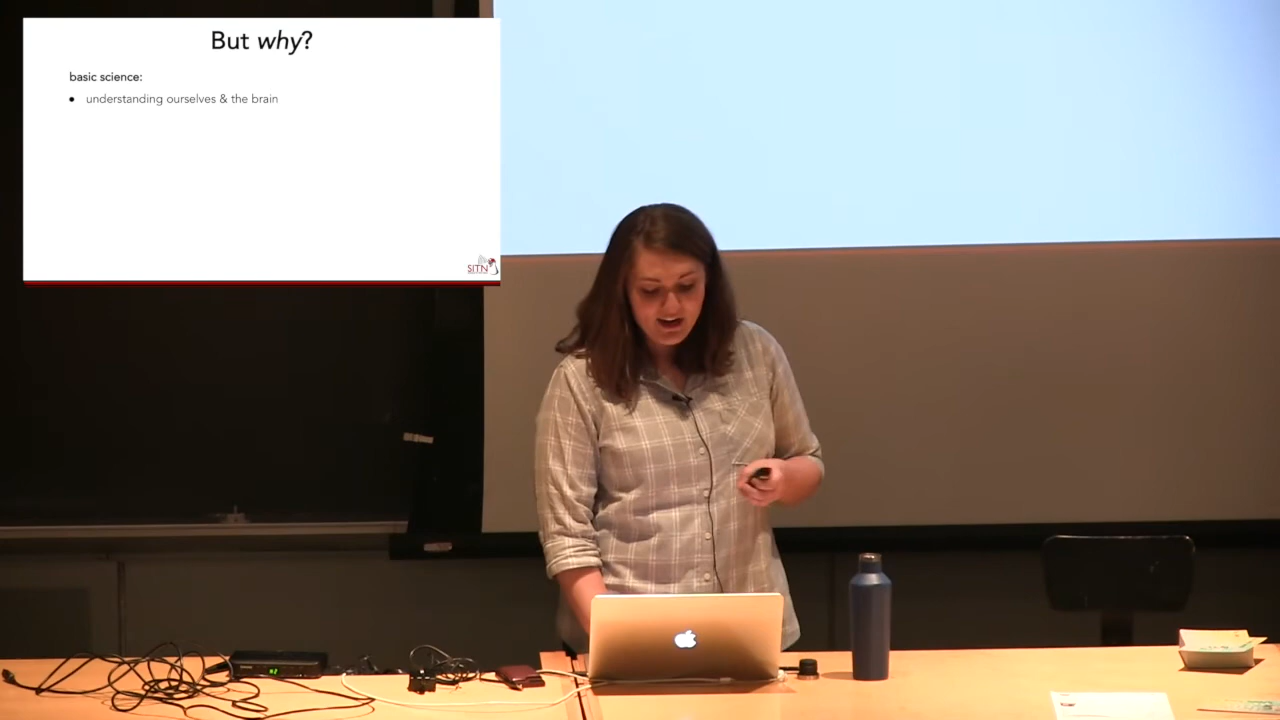 But why?
basic science:
● understanding ourselves & the brain
SITN